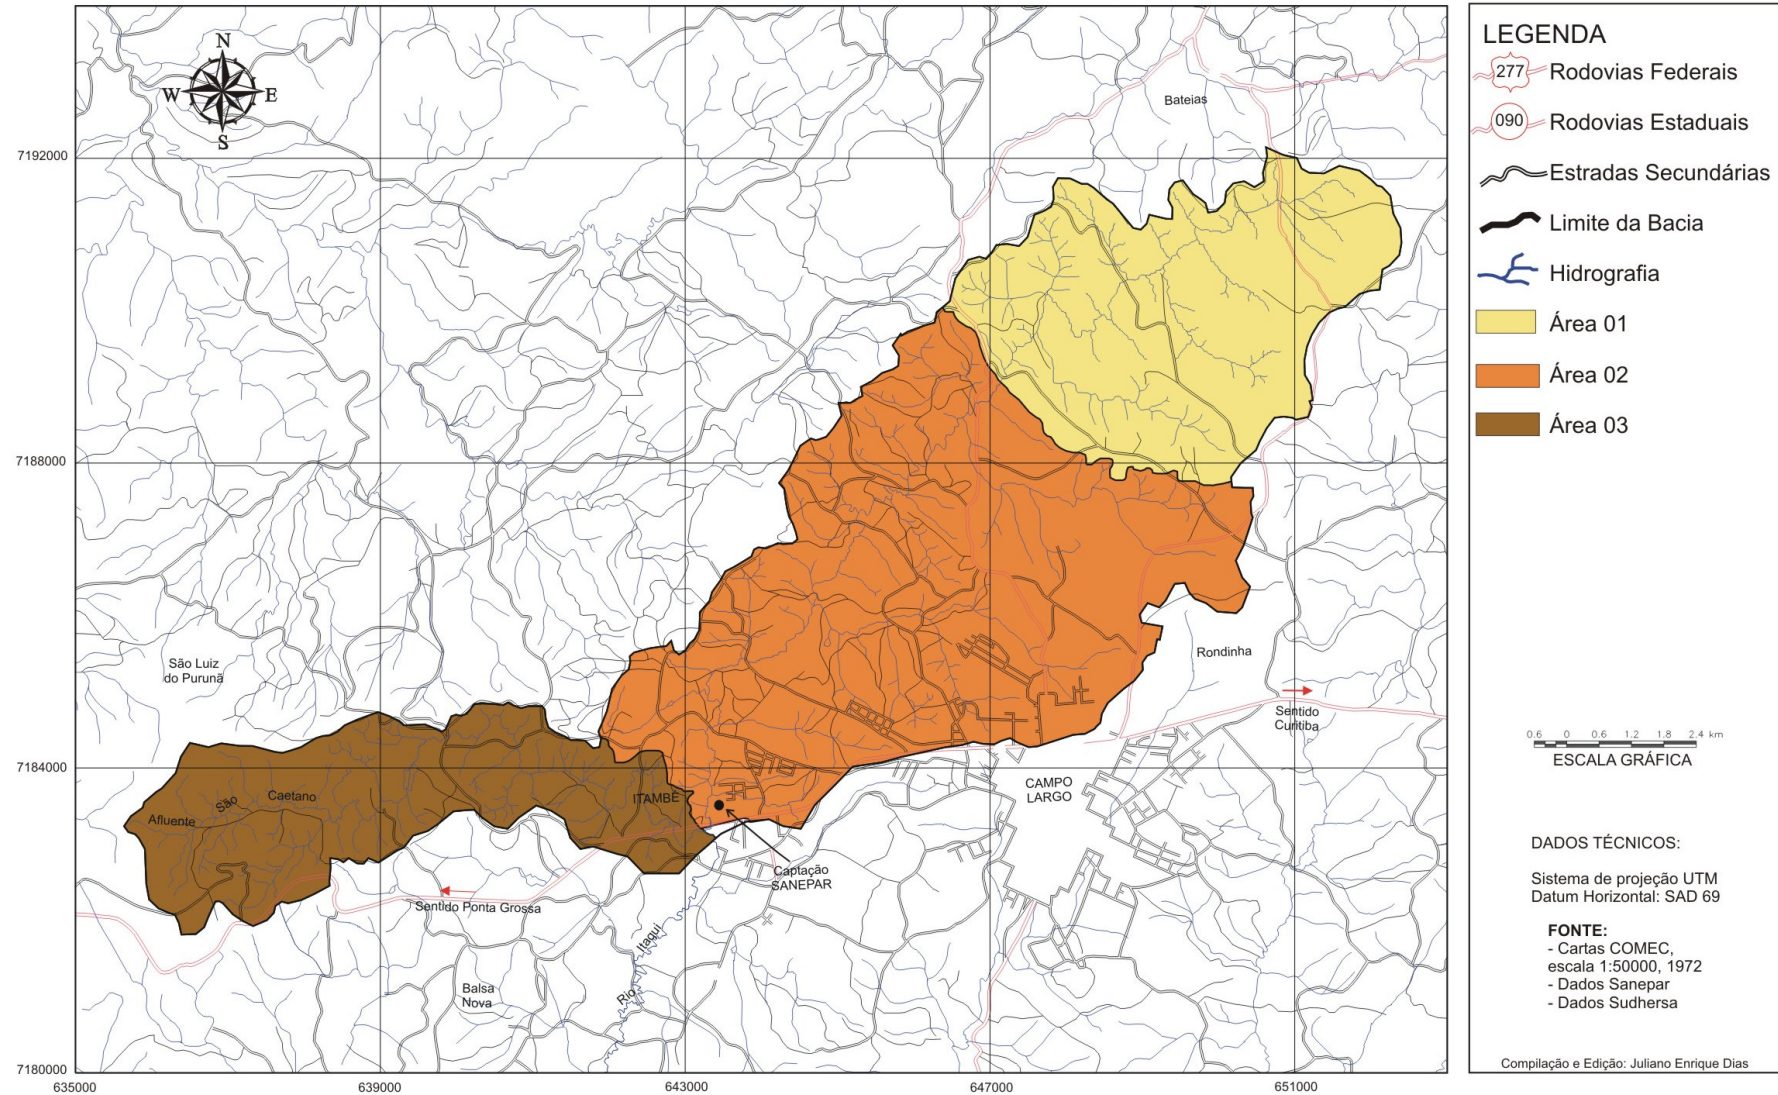 N
W
E
S
Bateias
7192000
7188000
São Luiz
do Purunã
Rondinha
Sentido
Curitiba
7184000
CAMPO
LARGO
ITAMBÉ
São
Caetano
Afluente
Captação
SANEPAR
Sentido Ponta Grossa
Itaqui
Rio
Balsa
Nova
7180000
635000
639000
643000
647000
651000
LEGENDA
277 Rodovias Federais
090 Rodovias Estaduais
Estradas Secundárias
Limite da Bacia
Hidrografia
Área 01
Área 02
Área 03
0.6 0 0.6 1.2 1.8 2.4 km
ESCALA GRÁFICA
DADOS TÉCNICOS:
Sistema de projeção UTM
Datum Horizontal: SAD 69
FONTE:
- Cartas COMEC,
escala 1:50000, 1972
- Dados Sanepar
- Dados Sudhersa
Compilação e Edição: Juliano Enrique Dias